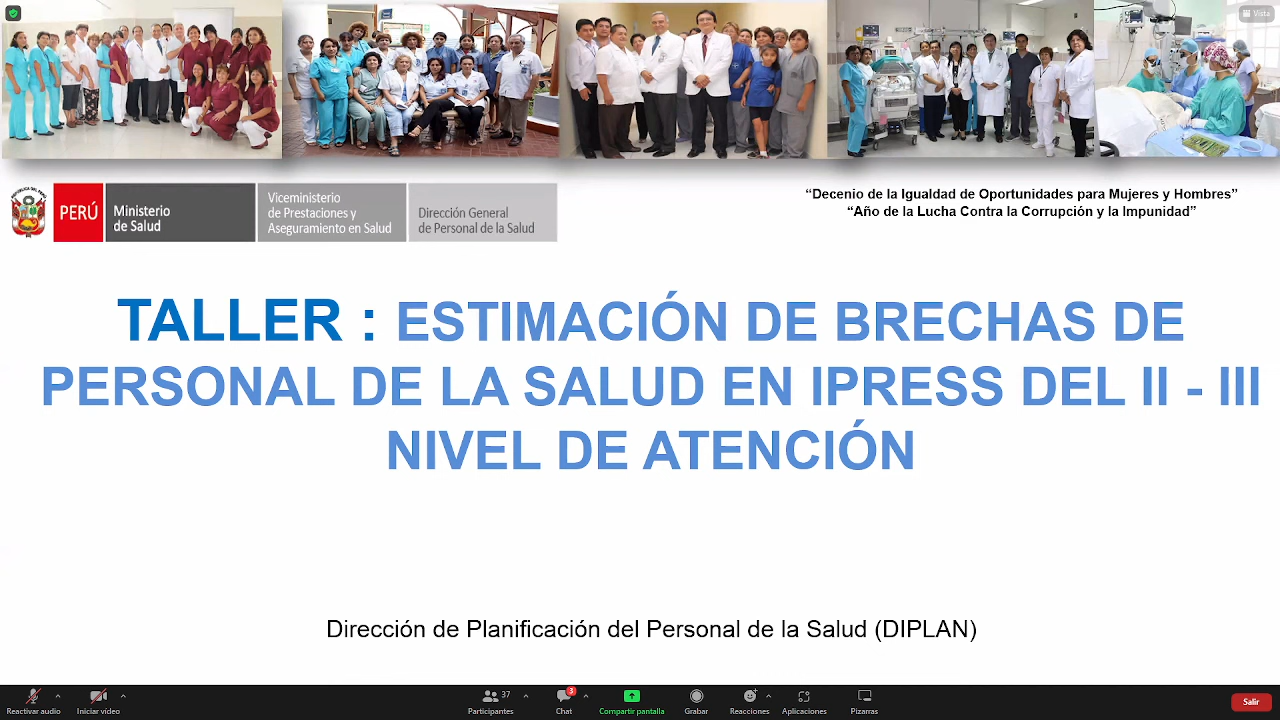 Vista
PERÚ
Ministerio
de Salud
Viceministerio
de Prestaciones y
Aseguramiento en Salud
Dirección General
de Personal de la Salud
“Decenio de la Igualdad de Oportunidades para Mujeres y Hombres”
“Año de la Lucha Contra la Corrupción y la Impunidad”
TALLER : ESTIMACIÓN DE BRECHAS DE
PERSONAL DE LA SALUD EN IPRESS DEL II - III
NIVEL DE ATENCIÓN
Dirección de Planificación del Personal de la Salud (DIPLAN)
Reactivar audio
Iniciar video
37
Participantes
3
Chat
Compartir pantalla
Grabar
Reacciones
Aplicaciones
Pizarras
Salir